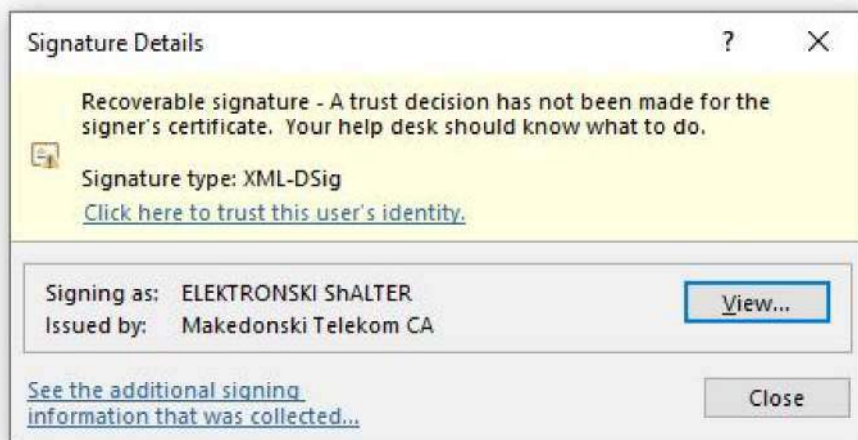 Signature Details
Recoverable signature - A trust decision has not been made for the
signer's certificate. Your help desk should know what to do.
Signature type: XML-DSig
Click here to trust this user's identity.
Signing as: ELEKTRONSKI ShALTER
Issued by: Makedonski Telekom CA
View...
See the additional signing
information that was collected...
Close